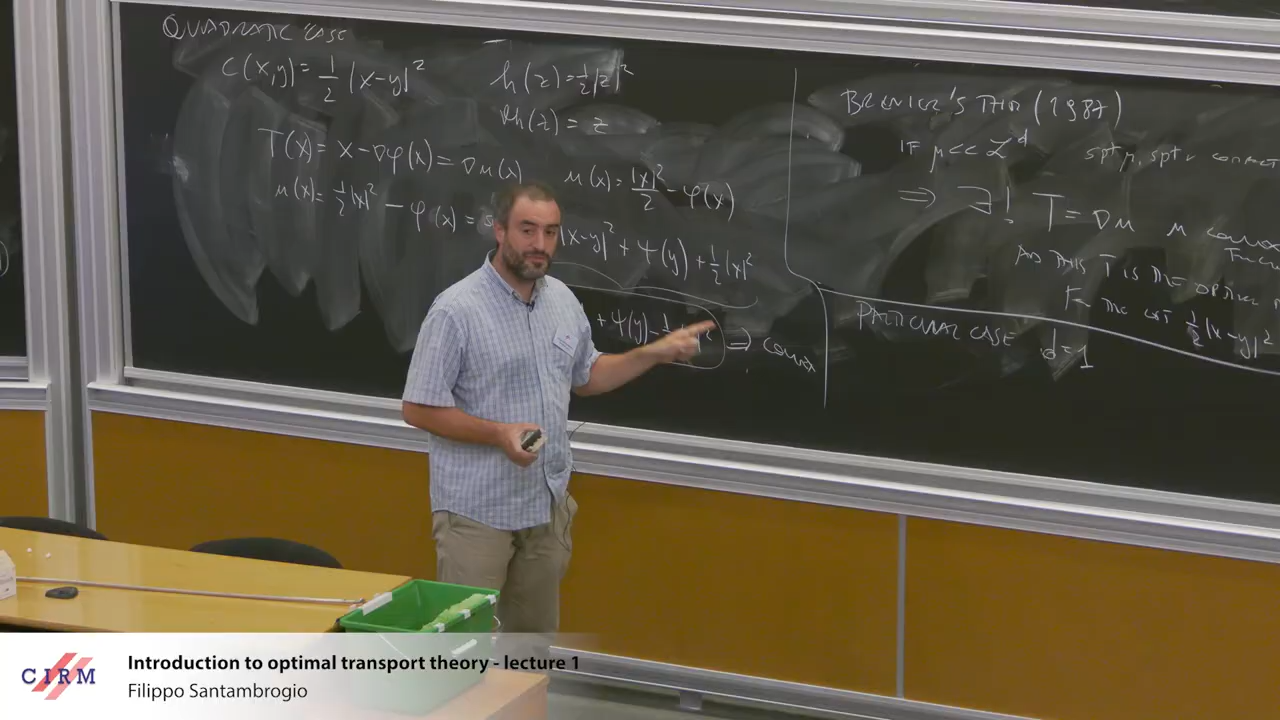 QUADRATIC CASE
C(x,y) = 1/2 |x-y|²
h(z) = 1/2 |z|²
∇h(z) = z
T(x) = x - ∇φ(x) = ∇u(x)
u(x) = |x|²/2 - φ(x)
u(x) = 1/2 |x|² - φ(x) = s
|x-y|² + ψ(y) + 1/2 |x|²
+ ψ(y) - 1/2 |y|² ⇒ convx
BRENIER'S THM (1987)
IF μ << L^d
spt μ, spt ν compact
⇒ ∃! T = ∇u u convex
AND THIS T IS THE OPTIMAL
FOR THE COST 1/2 |x-y|²
PARTICULAR CASE d=1
CIRM
Introduction to optimal transport theory - lecture 1
Filippo Santambrogio